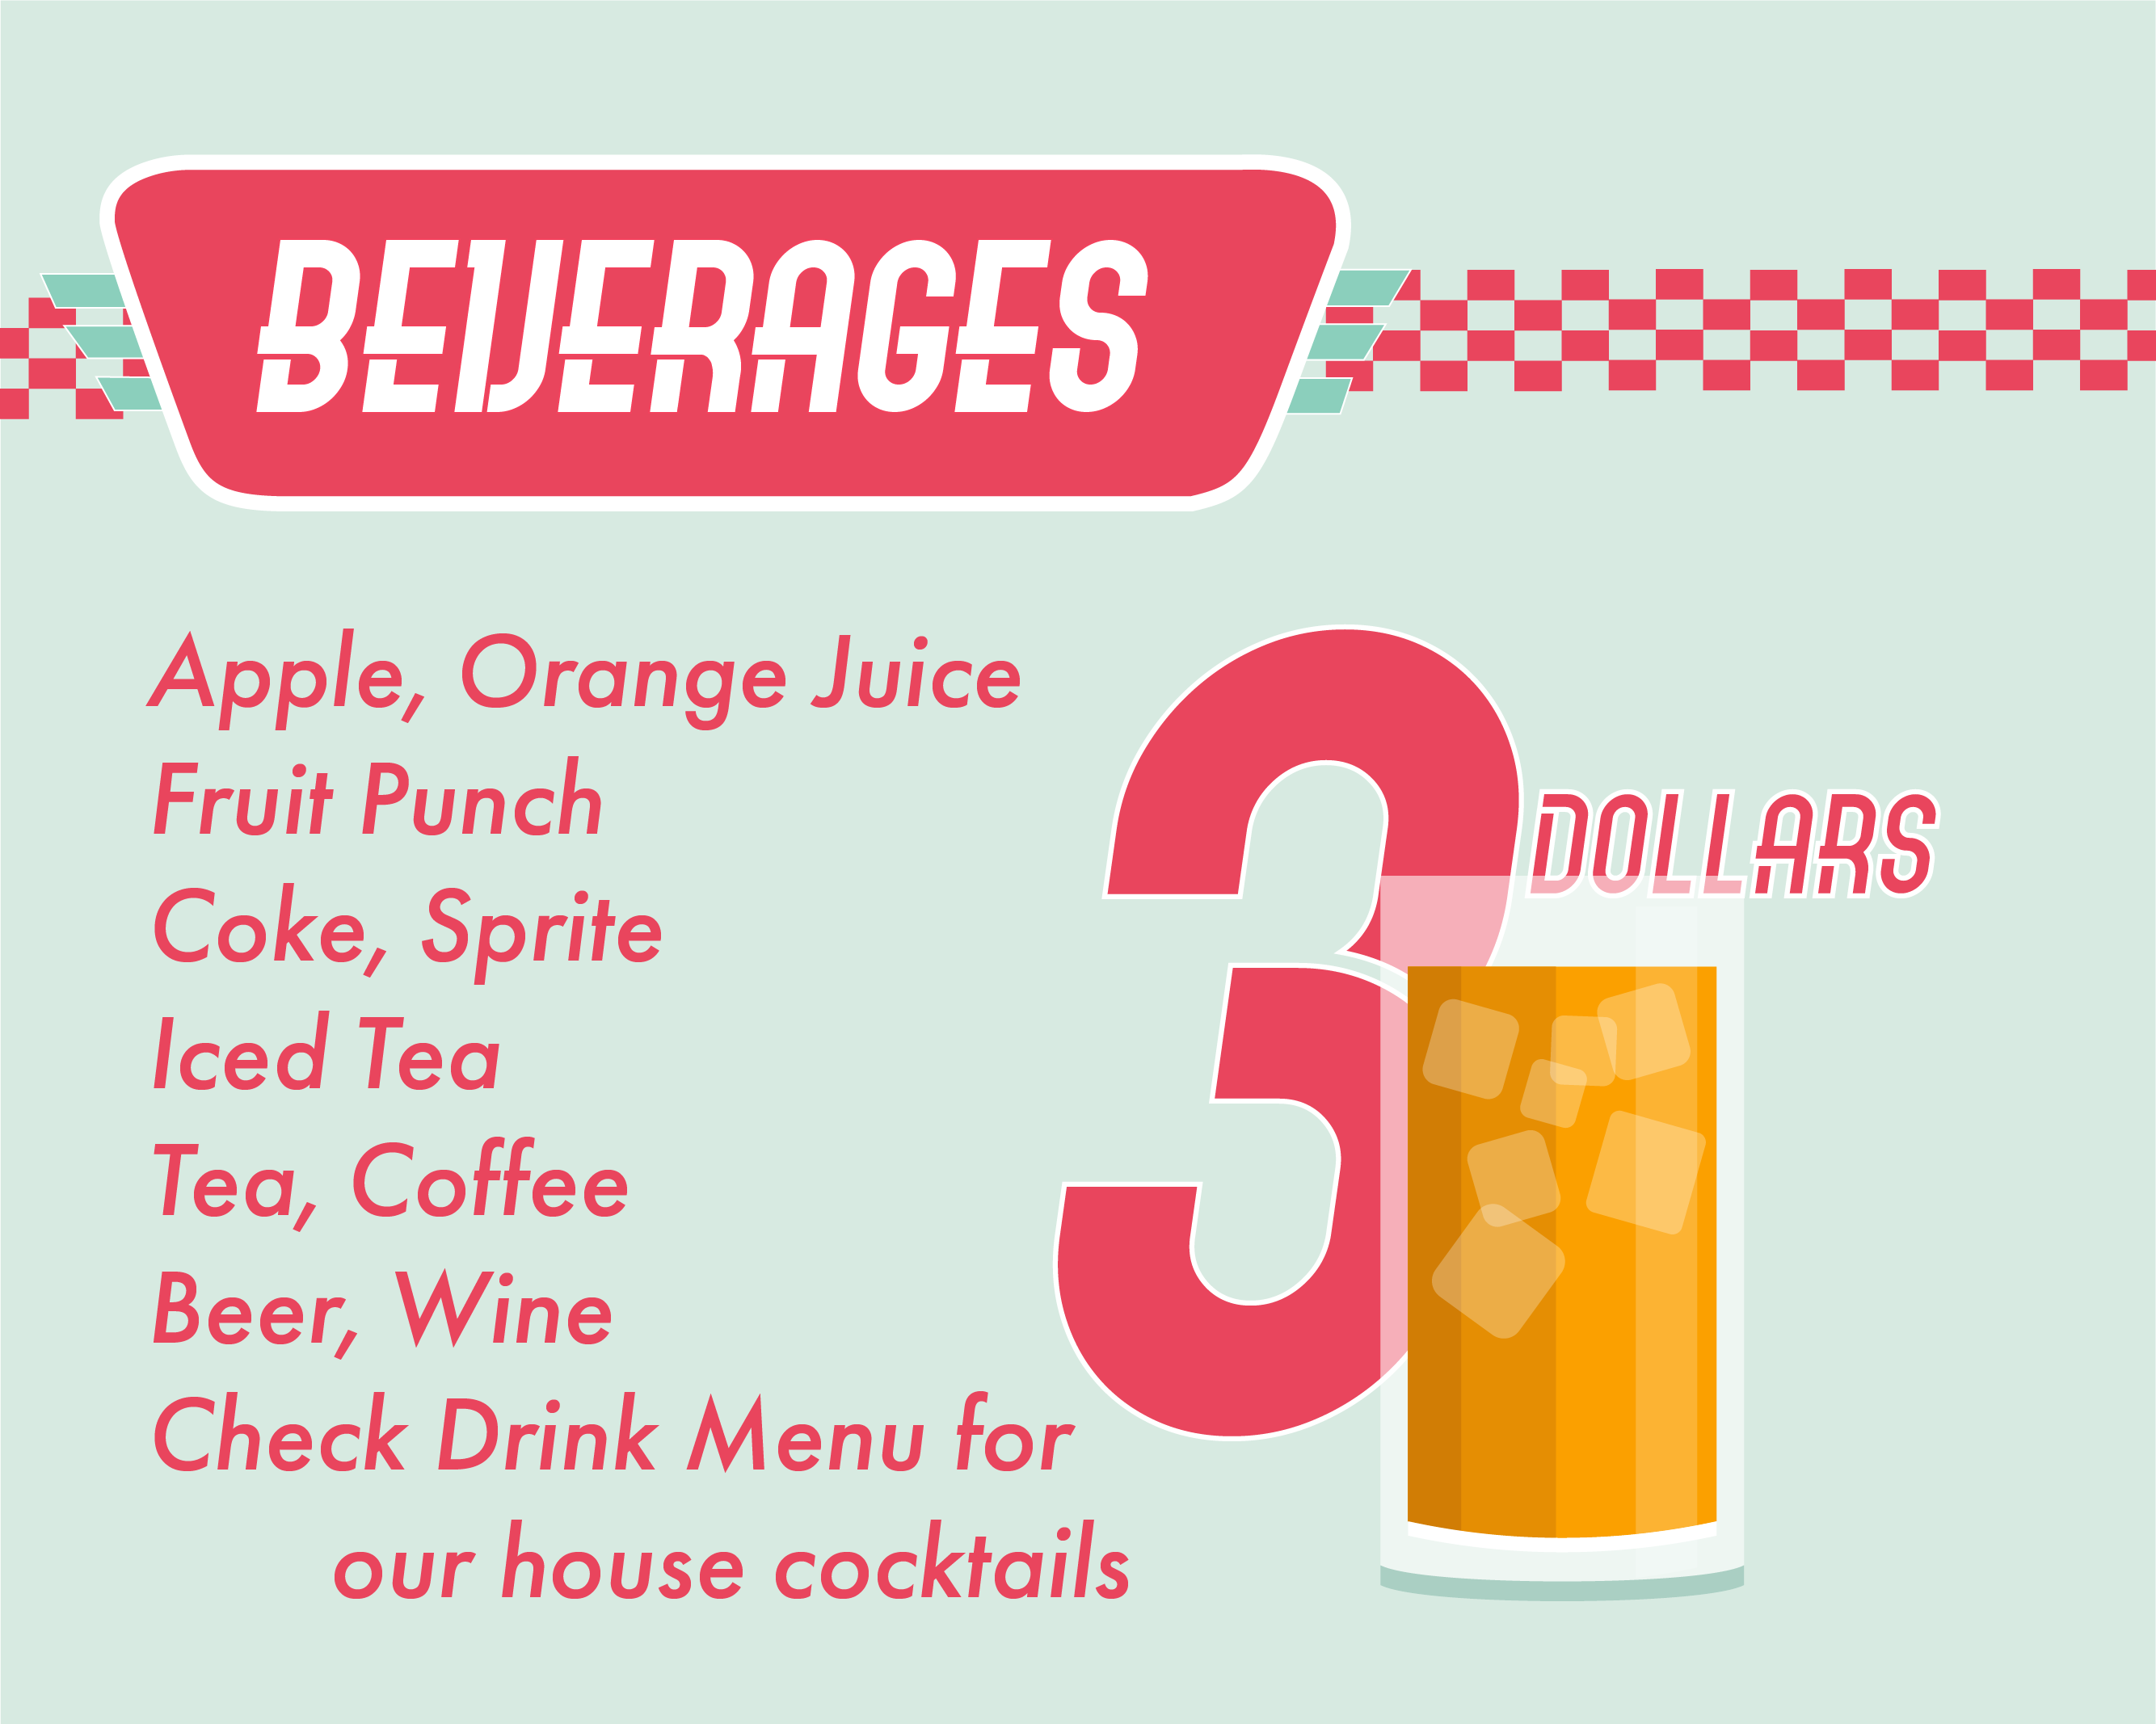 BEVERAGES
Apple, Orange Juice
Fruit Punch
Coke, Sprite
Iced Tea
Tea, Coffee
Beer, Wine
Check Drink Menu for
our house cocktails
3 DOLLARS